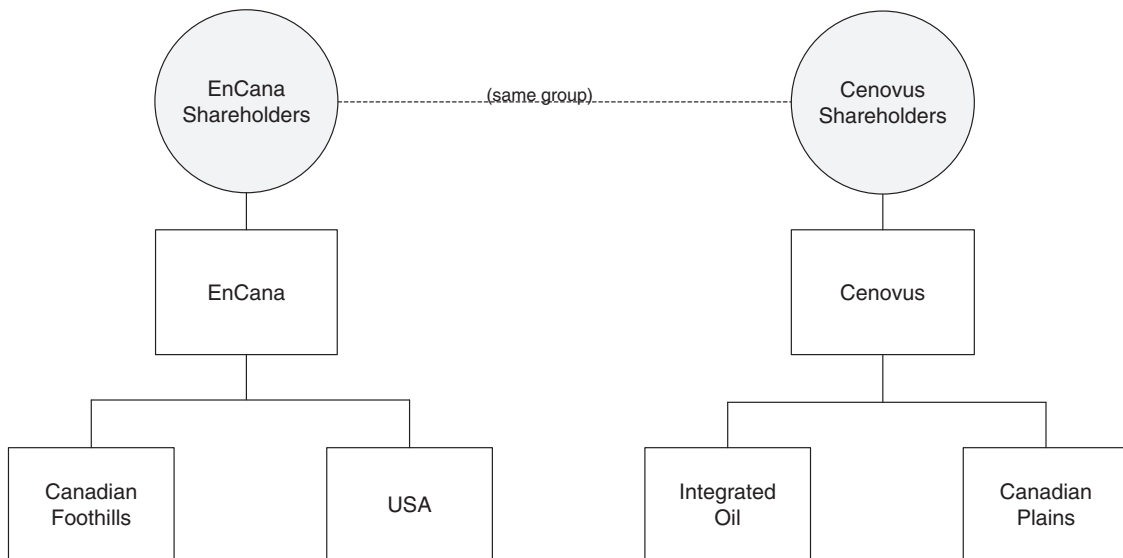 EnCana
Shareholders
(same group)
Cenovus
Shareholders
EnCana
Cenovus
Canadian
Foothills
USA
Integrated
Oil
Canadian
Plains